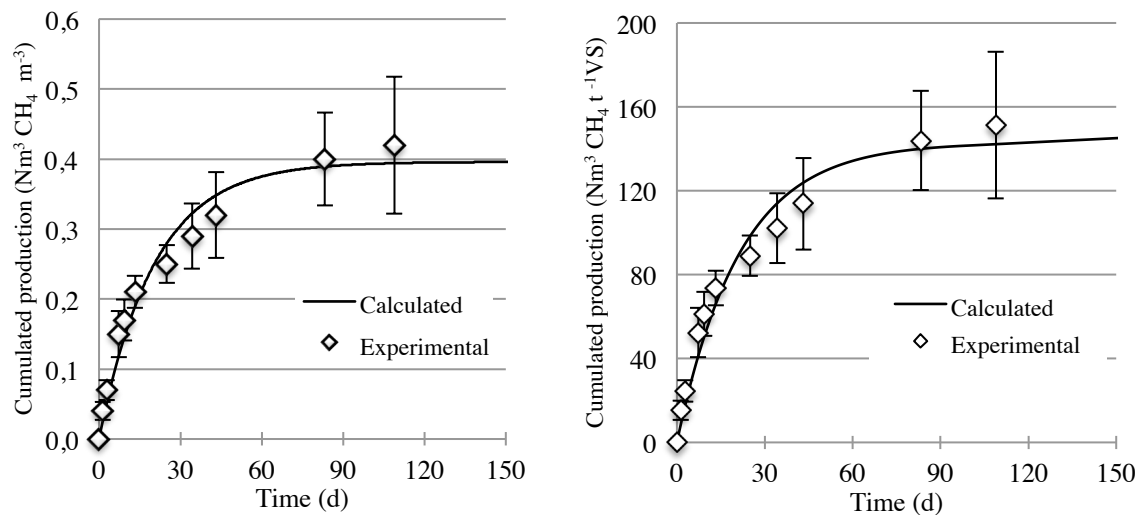 Cumulated production (Nm³ CH₄ m⁻³)
0,6
0,5
0,4
0,3
0,2
0,1
0,0
Calculated
Experimental
0 30 60 90 120 150
Time (d)
Cumulated production (Nm³ CH₄ t ⁻¹VS)
200
160
120
80
40
0
Calculated
Experimental
0 30 60 90 120 150
Time (d)